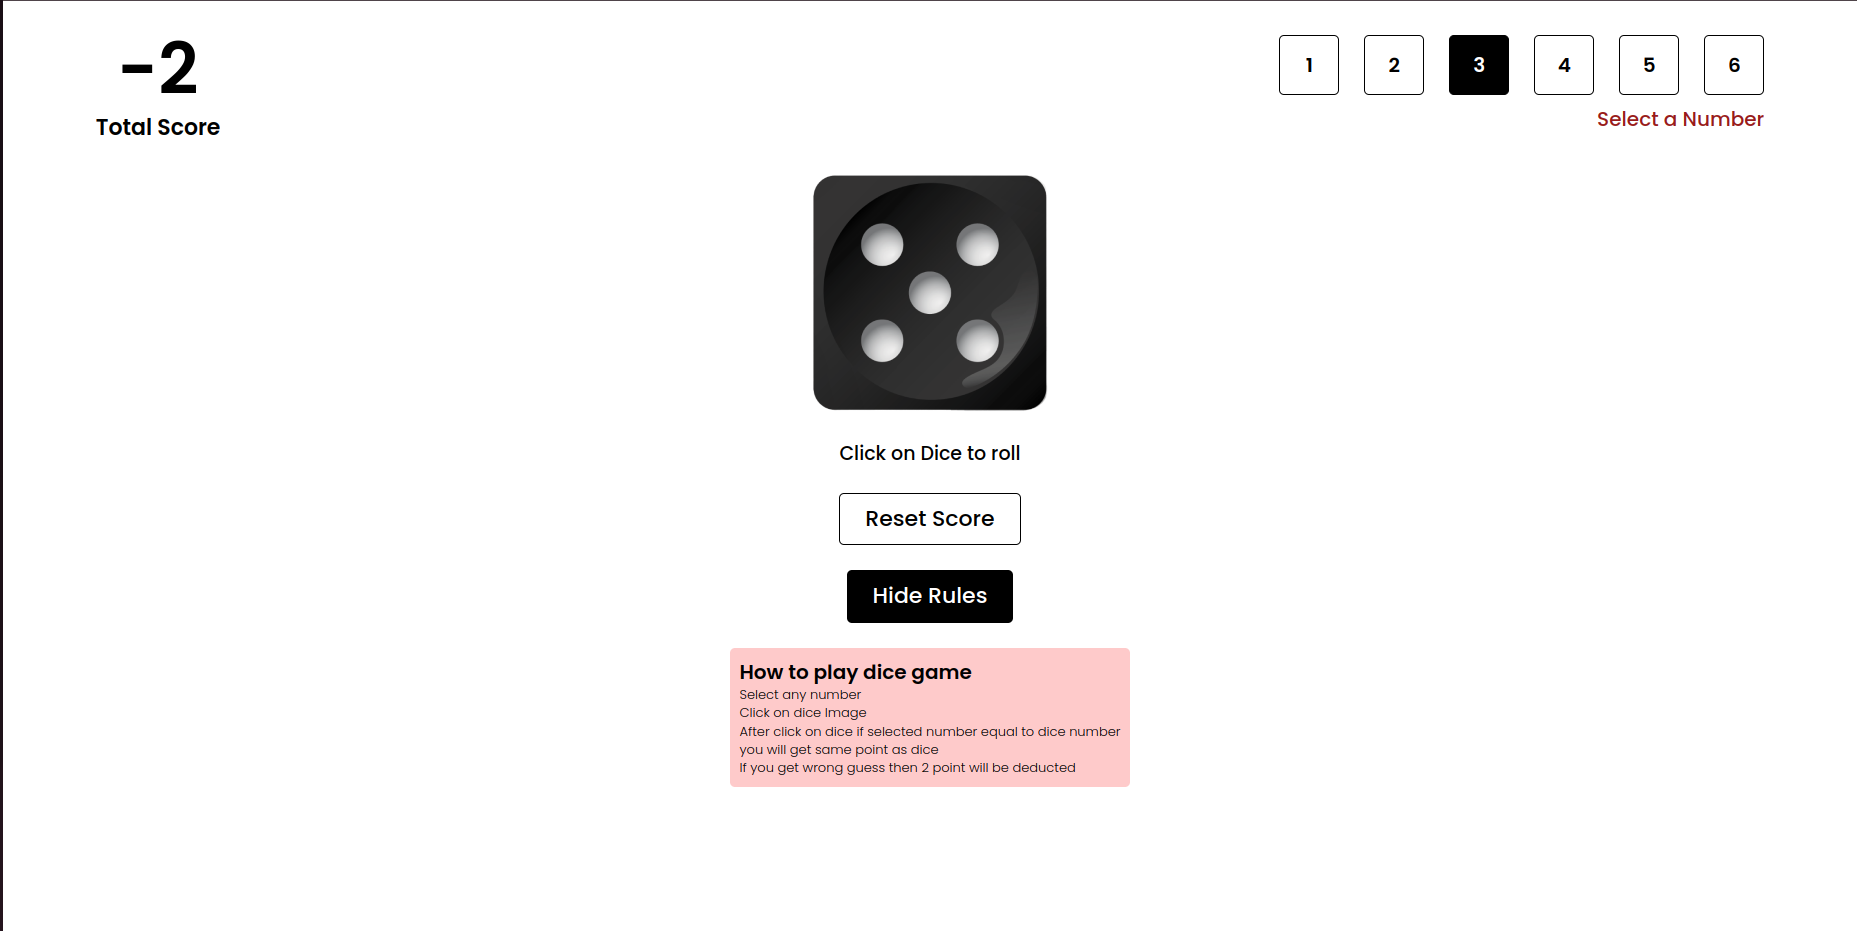 -2
Total Score
1 2 3 4 5 6
Select a Number
Click on Dice to roll
Reset Score
Hide Rules
How to play dice game
Select any number
Click on dice Image
After click on dice if selected number equal to dice number
you will get same point as dice
If you get wrong guess then 2 point will be deducted